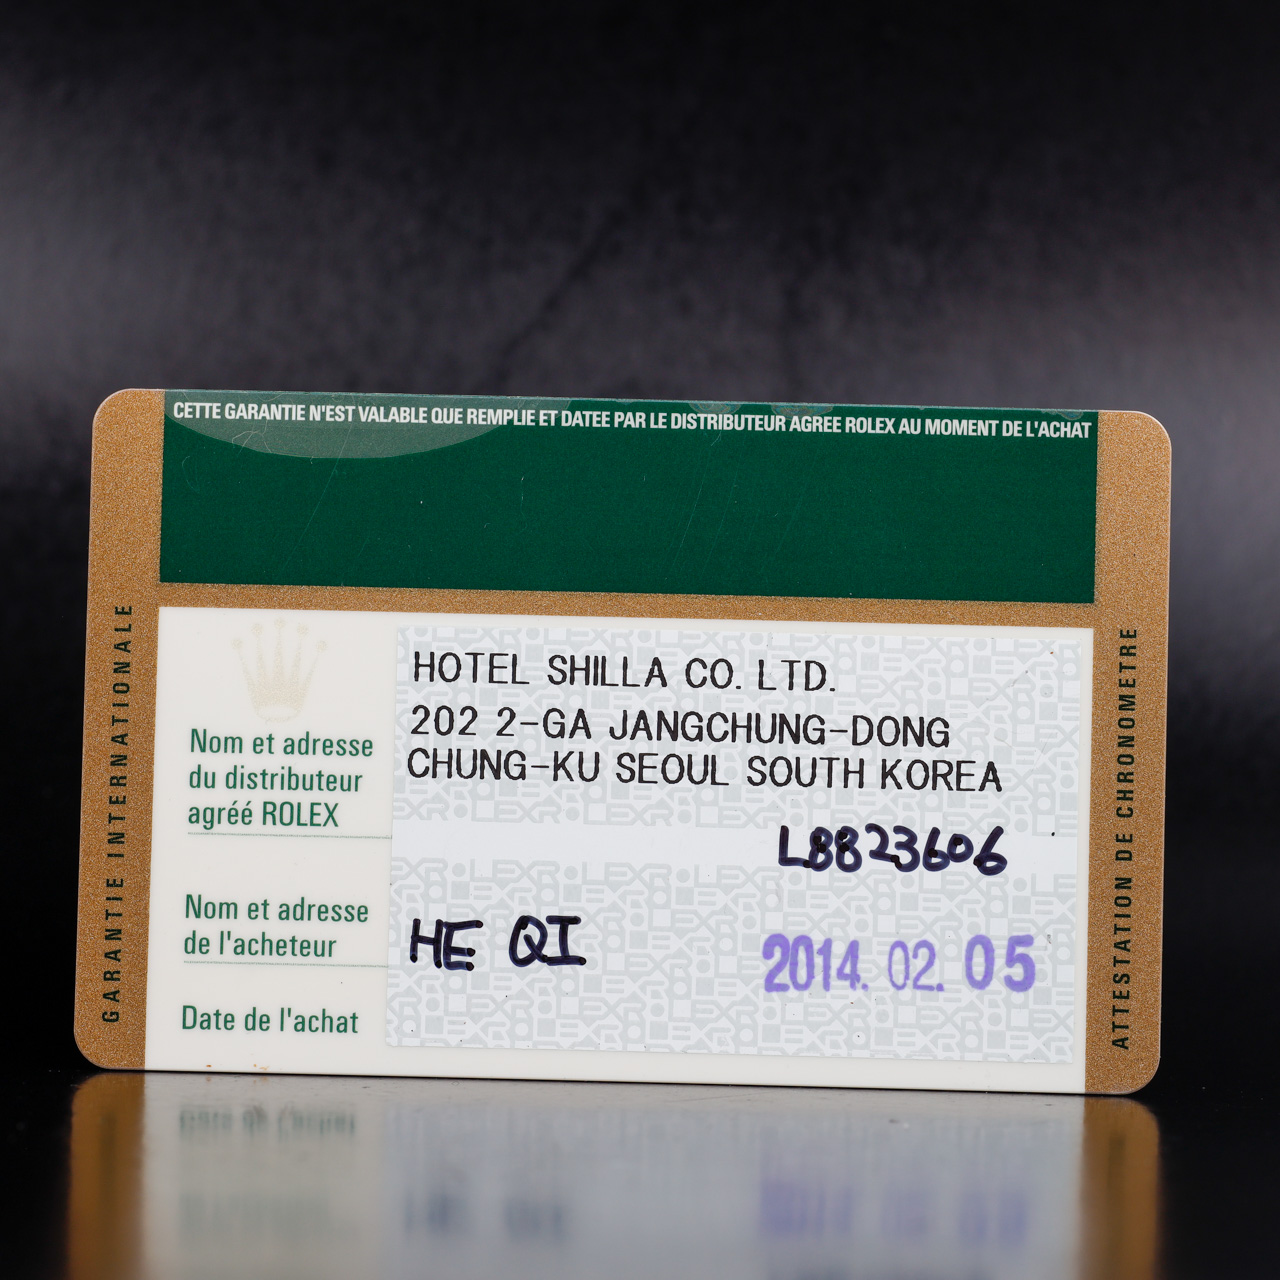 CETTE GARANTIE N'EST VALABLE QUE REMPLIE ET DATEE PAR LE DISTRIBUTEUR AGREE ROLEX AU MOMENT DE L'ACHAT
GARANTIE INTERNATIONALE
Nom et adresse
du distributeur
agréé ROLEX
HOTEL SHILLA CO. LTD.
202 2-GA JANGCHUNG-DONG
CHUNG-KU SEOUL SOUTH KOREA
L8823606
Nom et adresse
de l'acheteur
HE QI
2014. 02. 05
Date de l'achat
ATTESTATION DE CHRONOMETRE